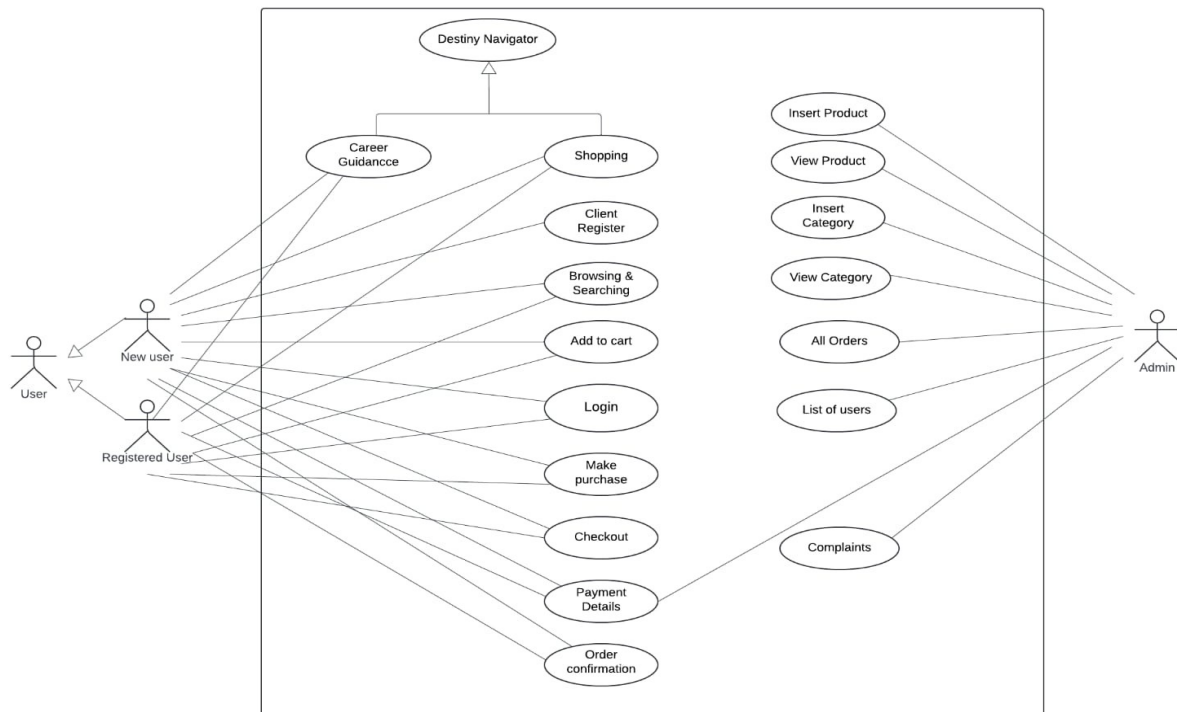 Destiny Navigator
Insert Product
Career
Guidancce
Shopping
View Product
Client
Register
Insert
Category
Browsing &
Searching
View Category
New user
Add to cart
All Orders
User
Admin
Login
List of users
Registered User
Make
purchase
Checkout
Complaints
Payment
Details
Order
confirmation